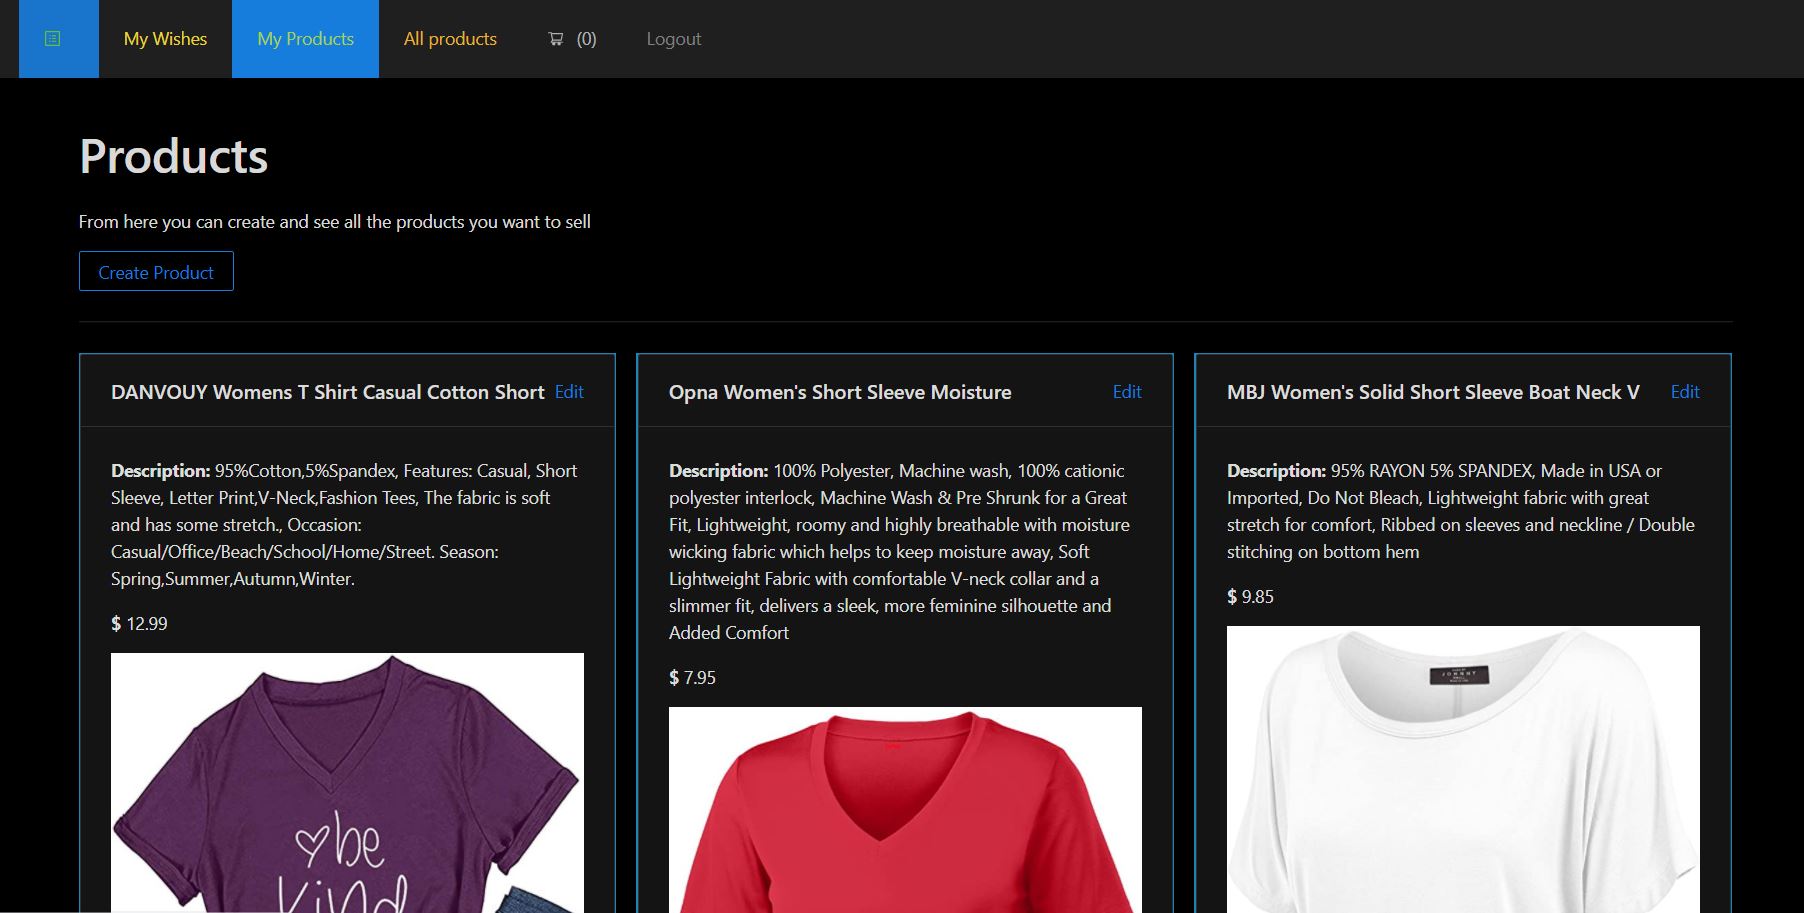 My Wishes
My Products
All products
(0)
Logout
Products
From here you can create and see all the products you want to sell
Create Product
DANVOUY Womens T Shirt Casual Cotton Short
Edit
Description: 95%Cotton,5%Spandex, Features: Casual, Short
Sleeve, Letter Print,V-Neck,Fashion Tees, The fabric is soft
and has some stretch., Occasion:
Casual/Office/Beach/School/Home/Street. Season:
Spring,Summer,Autumn,Winter.
$ 12.99
be
kind
Opna Women's Short Sleeve Moisture
Edit
Description: 100% Polyester, Machine wash, 100% cationic
polyester interlock, Machine Wash & Pre Shrunk for a Great
Fit, Lightweight, roomy and highly breathable with moisture
wicking fabric which helps to keep moisture away, Soft
Lightweight Fabric with comfortable V-neck collar and a
slimmer fit, delivers a sleek, more feminine silhouette and
Added Comfort
$ 7.95
MBJ Women's Solid Short Sleeve Boat Neck V
Edit
Description: 95% RAYON 5% SPANDEX, Made in USA or
Imported, Do Not Bleach, Lightweight fabric with great
stretch for comfort, Ribbed on sleeves and neckline / Double
stitching on bottom hem
$ 9.85
JOHNNY